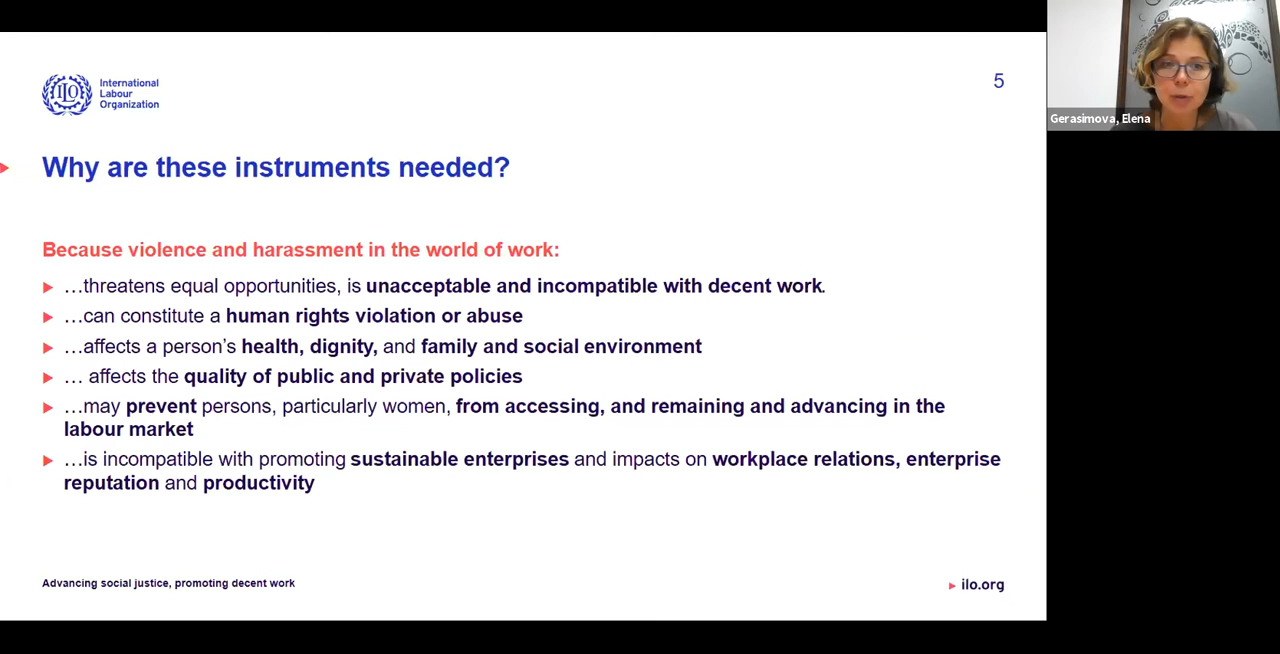 International
Labour
Organization
5
Gerasimova, Elena
Why are these instruments needed?
Because violence and harassment in the world of work:
…threatens equal opportunities, is unacceptable and incompatible with decent work.
…can constitute a human rights violation or abuse
…affects a person’s health, dignity, and family and social environment
… affects the quality of public and private policies
…may prevent persons, particularly women, from accessing, and remaining and advancing in the
labour market
…is incompatible with promoting sustainable enterprises and impacts on workplace relations, enterprise
reputation and productivity
Advancing social justice, promoting decent work
ilo.org